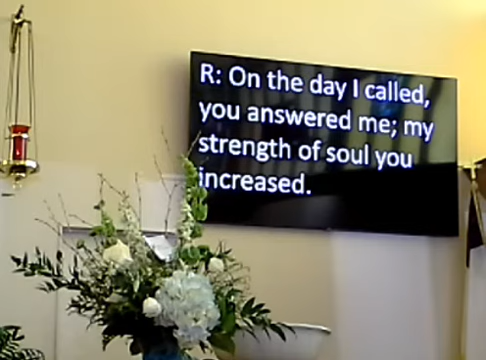 R: On the day I called,
you answered me; my
strength of soul you
increased.